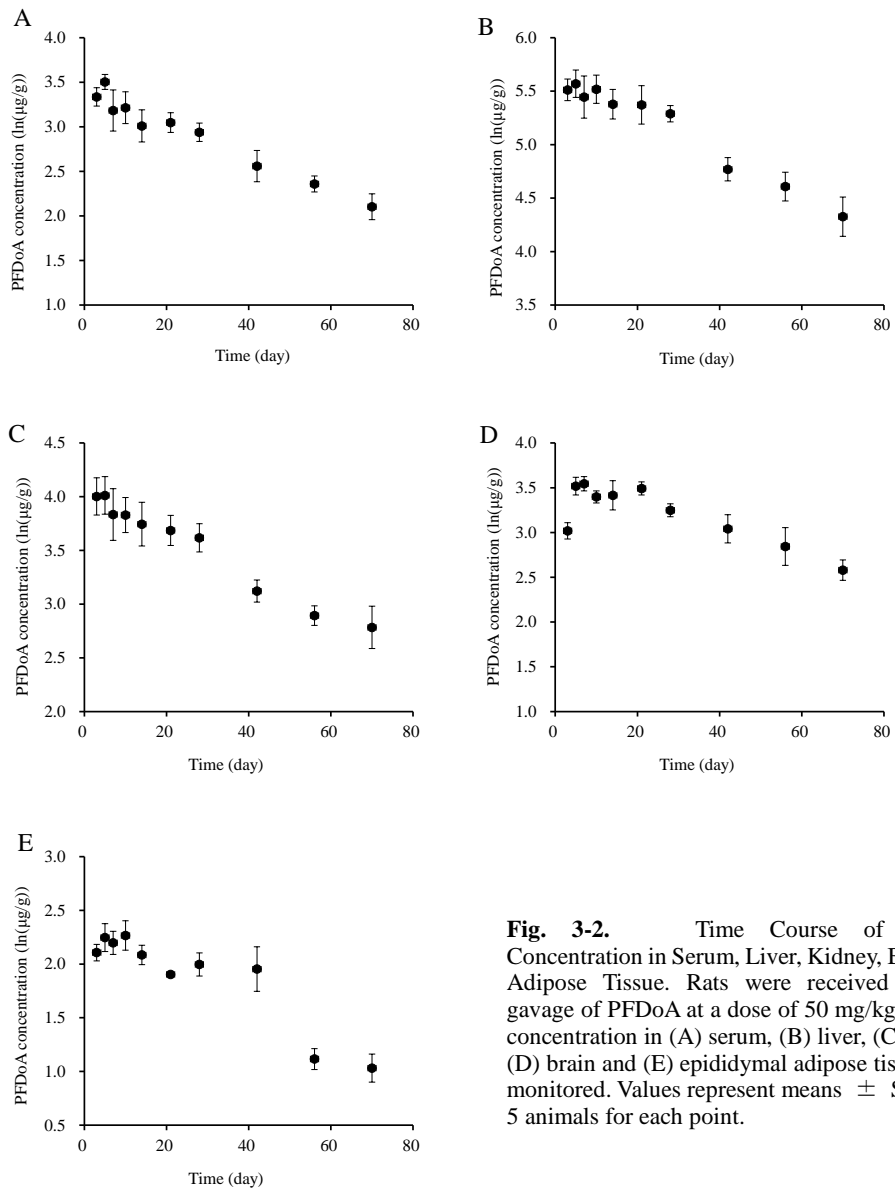 A
4.0
3.5
3.0
2.5
2.0
1.5
1.0
0 20 40 60 80
Time (day)
PFDoA concentration (ln(μg/g))
B
6.0
5.5
5.0
4.5
4.0
3.5
0 20 40 60 80
Time (day)
PFDoA concentration (ln(μg/g))
C
4.5
4.0
3.5
3.0
2.5
2.0
0 20 40 60 80
Time (day)
PFDoA concentration (ln(μg/g))
D
4.0
3.5
3.0
2.5
2.0
1.5
1.0
0 20 40 60 80
Time (day)
PFDoA concentration (ln(μg/g))
E
3.0
2.5
2.0
1.5
1.0
0.5
0 20 40 60 80
Time (day)
PFDoA concentration (ln(μg/g))
Fig. 3-2. Time Course of
Concentration in Serum, Liver, Kidney,
Adipose Tissue. Rats were received
gavage of PFDoA at a dose of 50 mg/kg
concentration in (A) serum, (B) liver,
(D) brain and (E) epididymal adipose
monitored. Values represent means ±
5 animals for each point.